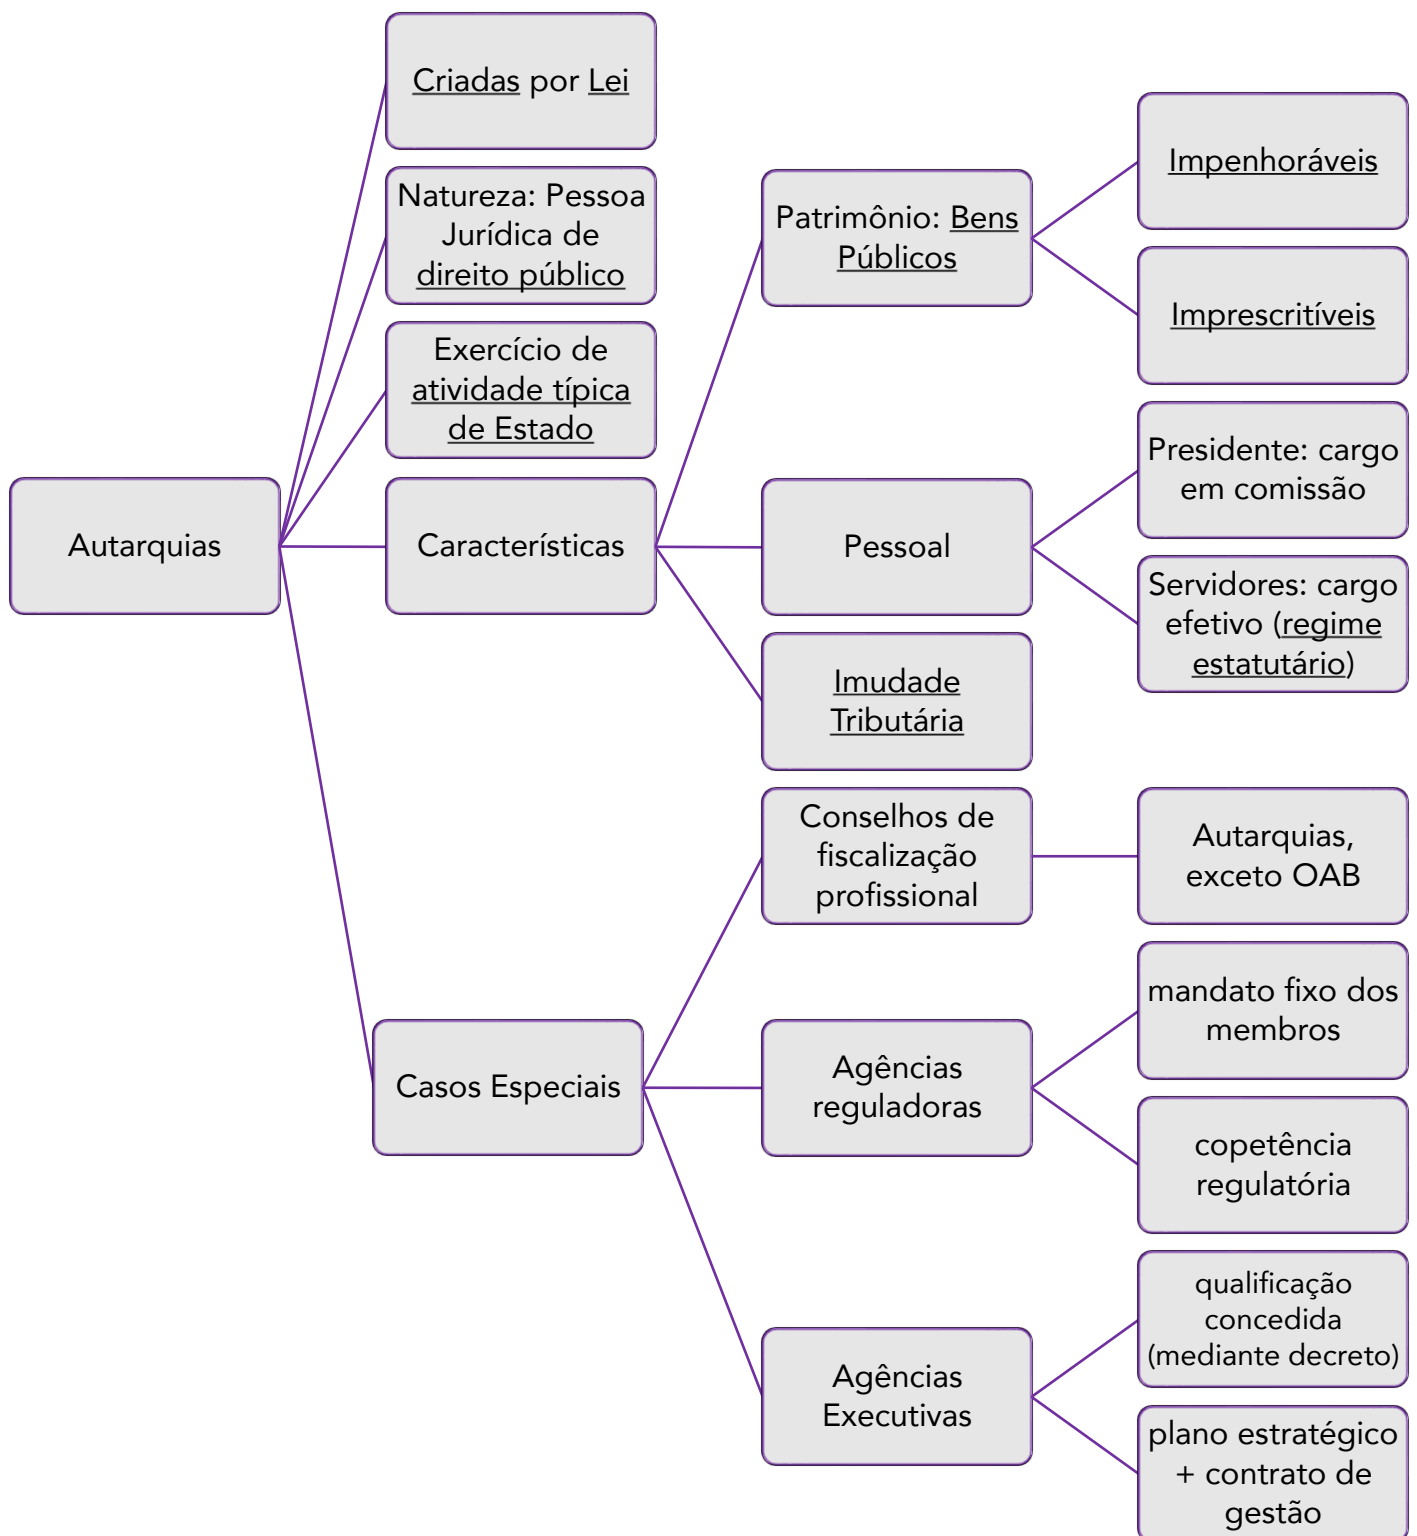 Criadas por Lei
Natureza: Pessoa
Jurídica de
direito público
Exercício de
atividade típica
de Estado
Autarquias
Características
Patrimônio: Bens
Públicos
Impenhoráveis
Imprescritíveis
Pessoal
Presidente: cargo
em comissão
Servidores: cargo
efetivo (regime
estatutário)
Imudade
Tributária
Casos Especiais
Conselhos de
fiscalização
profissional
Autarquias,
exceto OAB
Agências
reguladoras
mandato fixo dos
membros
copetência
regulatória
Agências
Executivas
qualificação
concedida
(mediante decreto)
plano estratégico
+ contrato de
gestão